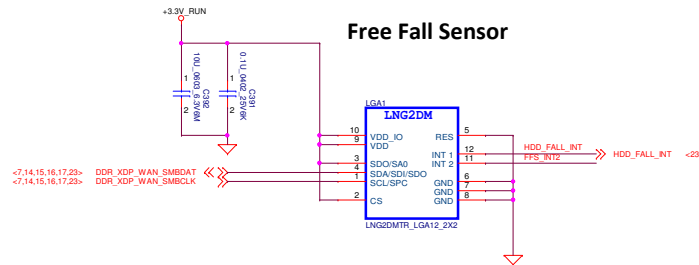 +3.3V_RUN
Free Fall Sensor
1
2
10U_0603_6.3V6M
C392
1
2
0.1U_0402_25V6K
C391
LGA1
LNG2DM
10 VDD_IO RES 5
9 VDD
INT 1 12 HDD_FALL_INT HDD_FALL_INT <23
3 SDO/SA0 INT 2 11 FFS_INT2
<7,14,15,16,17,23> DDR_XDP_WAN_SMBDAT 4 SDA/SDI/SDO
<7,14,15,16,17,23> DDR_XDP_WAN_SMBCLK 1 SCL/SPC GND 6
GND 7
2 CS GND 8
LNG2DMTR_LGA12_2X2